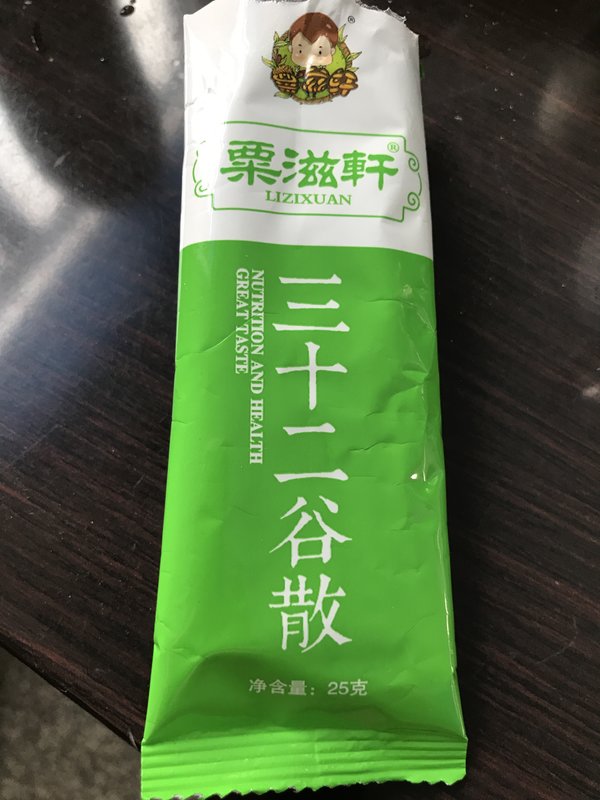 ®
粟滋軒®
LIZIXUAN
三十二谷散
NUTRITION AND HEALTH
GREAT TASTE
净含量：25克